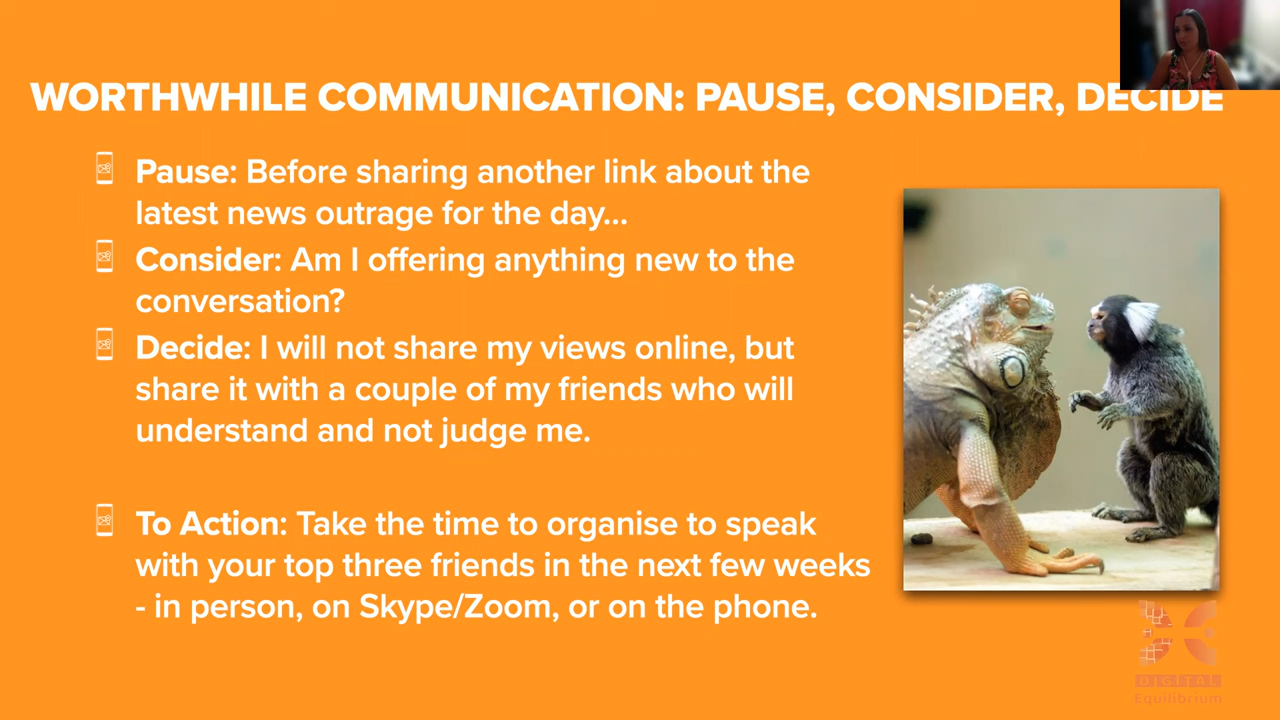 WORTHWHILE COMMUNICATION: PAUSE, CONSIDER, DECIDE
Pause: Before sharing another link about the
latest news outrage for the day...
Consider: Am I offering anything new to the
conversation?
Decide: I will not share my views online, but
share it with a couple of my friends who will
understand and not judge me.
To Action: Take the time to organise to speak
with your top three friends in the next few weeks
- in person, on Skype/Zoom, or on the phone.
DIGITAL
Equilibrium